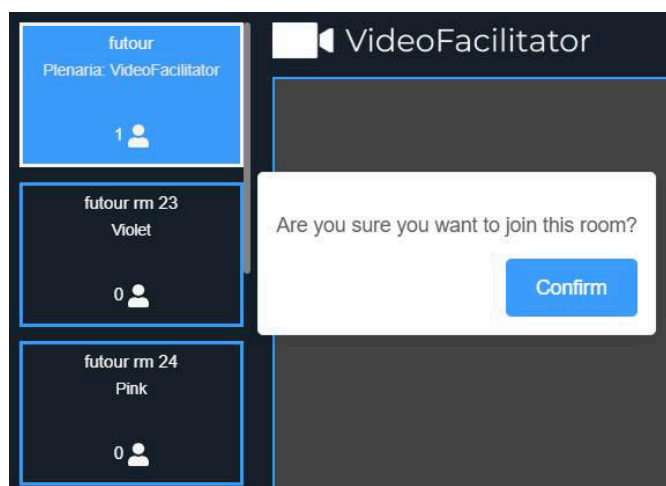 futour
Plenaria: VideoFacilitator
1
futour rm 23
Violet
0
futour rm 24
Pink
0
VideoFacilitator
Are you sure you want to join this room?
Confirm